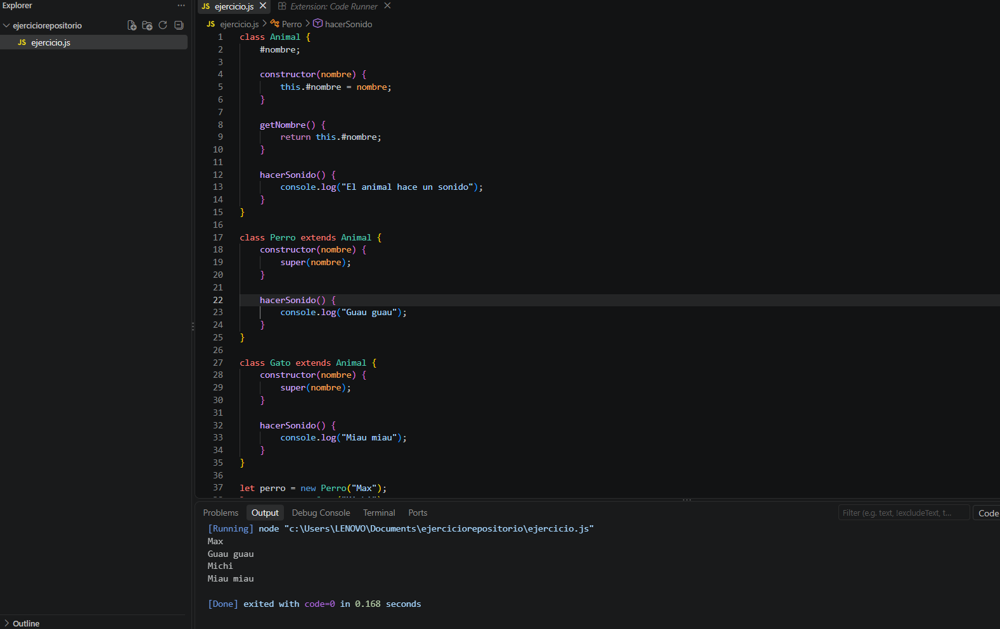 Explorer
ejerciciorepositorio
JS ejercicio.js
JS ejercicio.js
Extension: Code Runner
JS ejercicio.js > Perro > hacerSonido
1 class Animal {
2     #nombre;
3
4     constructor(nombre) {
5         this.#nombre = nombre;
6     }
7
8     getNombre() {
9         return this.#nombre;
10     }
11
12     hacerSonido() {
13         console.log("El animal hace un sonido");
14     }
15 }
16
17 class Perro extends Animal {
18     constructor(nombre) {
19         super(nombre);
20     }
21
22     hacerSonido() {
23         console.log("Guau guau");
24     }
25 }
26
27 class Gato extends Animal {
28     constructor(nombre) {
29         super(nombre);
30     }
31
32     hacerSonido() {
33         console.log("Miau miau");
34     }
35 }
36
37 let perro = new Perro("Max");
Problems Output Debug Console Terminal Ports
Filter (e.g. text, !excludeText, t...
Code
[Running] node "c:\Users\LENOVO\Documents\ejerciciorepositorio\ejercicio.js"
Max
Guau guau
Michi
Miau miau
[Done] exited with code=0 in 0.168 seconds
Outline